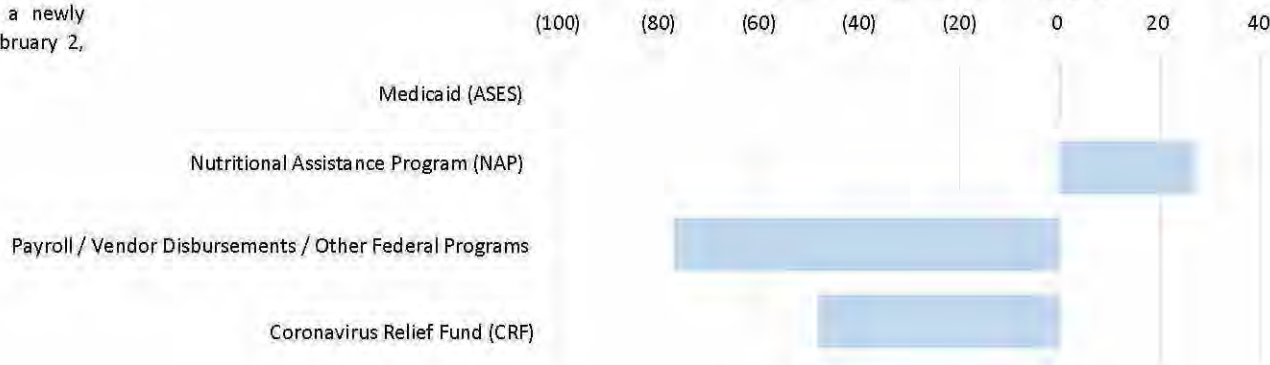 a newly
bruary 2,
(100) (80) (60) (40) (20) 0 20 40
Medicaid (ASES)
Nutritional Assistance Program (NAP)
Payroll / Vendor Disbursements / Other Federal Programs
Coronavirus Relief Fund (CRF)